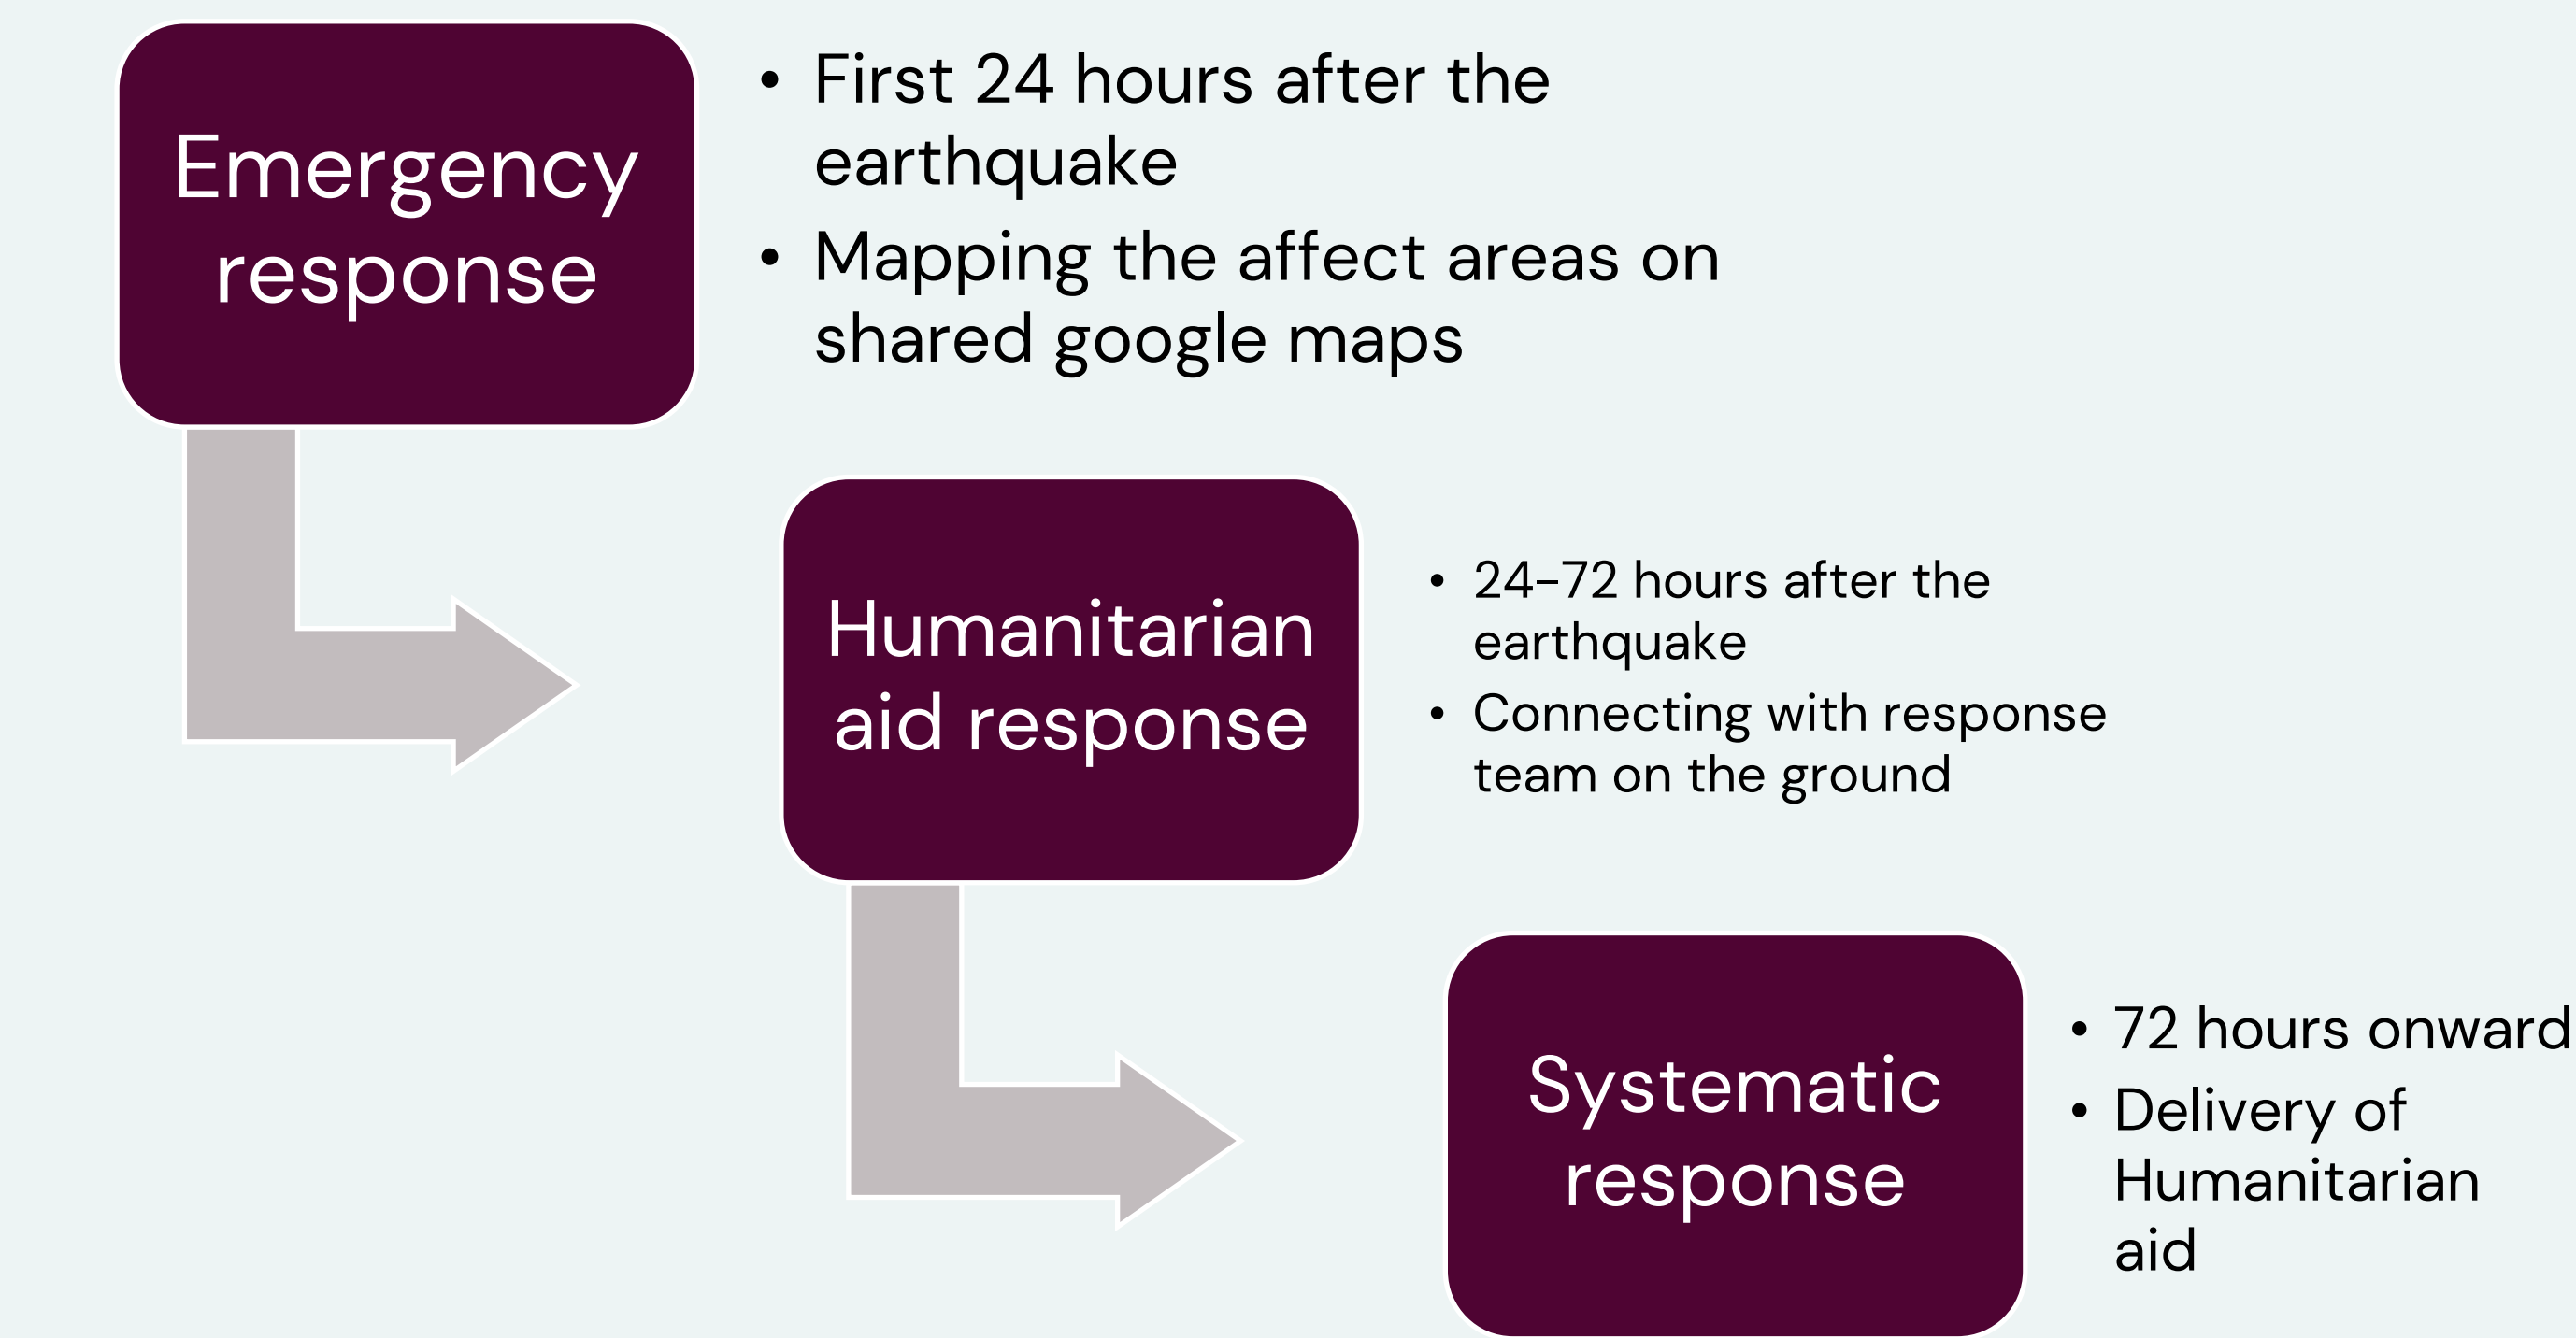 Emergency
response
• First 24 hours after the
earthquake
• Mapping the affect areas on
shared google maps
Humanitarian
aid response
• 24–72 hours after the
earthquake
• Connecting with response
team on the ground
Systematic
response
• 72 hours onward
• Delivery of
Humanitarian
aid